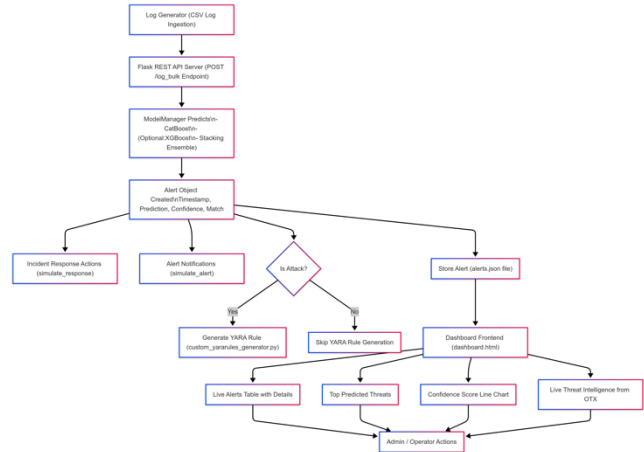 Log Generator (CSV Log
Ingestion)
Flask REST API Server (POST
/log_bulk Endpoint)
ModelManager Predicts\n-
CatBoost\n-
(Optional:XGBoost\n- Stacking
Ensemble)
Alert Object
Created\nTimestamp,
Prediction, Confidence, Match
Incident Response Actions
(simulate_response)
Alert Notifications
(simulate_alert)
Is Attack?
Store Alert (alerts.json file)
Yes
No
Generate YARA Rule
(custom_yararules_generator.py)
Skip YARA Rule Generation
Dashboard Frontend
(dashboard.html)
Live Alerts Table with Details
Top Predicted Threats
Confidence Score Line Chart
Live Threat Intelligence from
OTX
Admin / Operator Actions